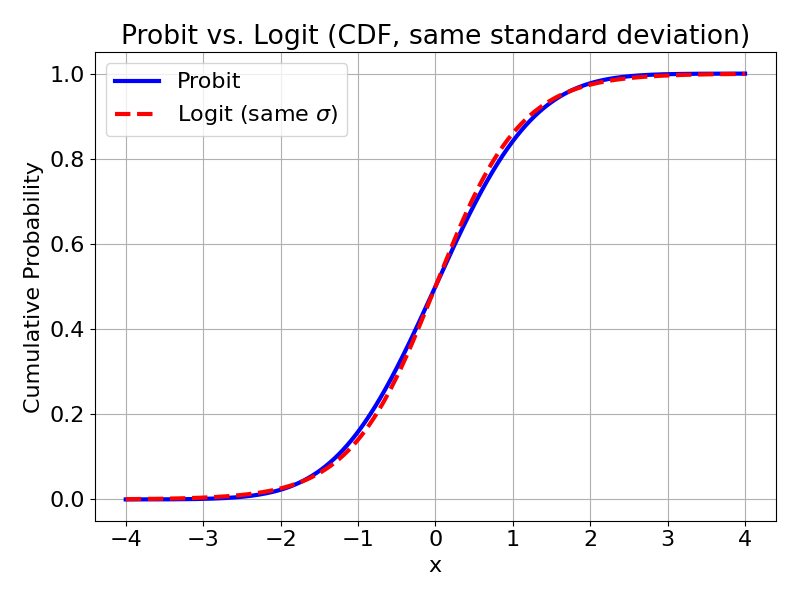 Probit vs. Logit (CDF, same standard deviation)
Probit
Logit (same σ)
Cumulative Probability
1.0
0.8
0.6
0.4
0.2
0.0
−4 −3 −2 −1 0 1 2 3 4
x